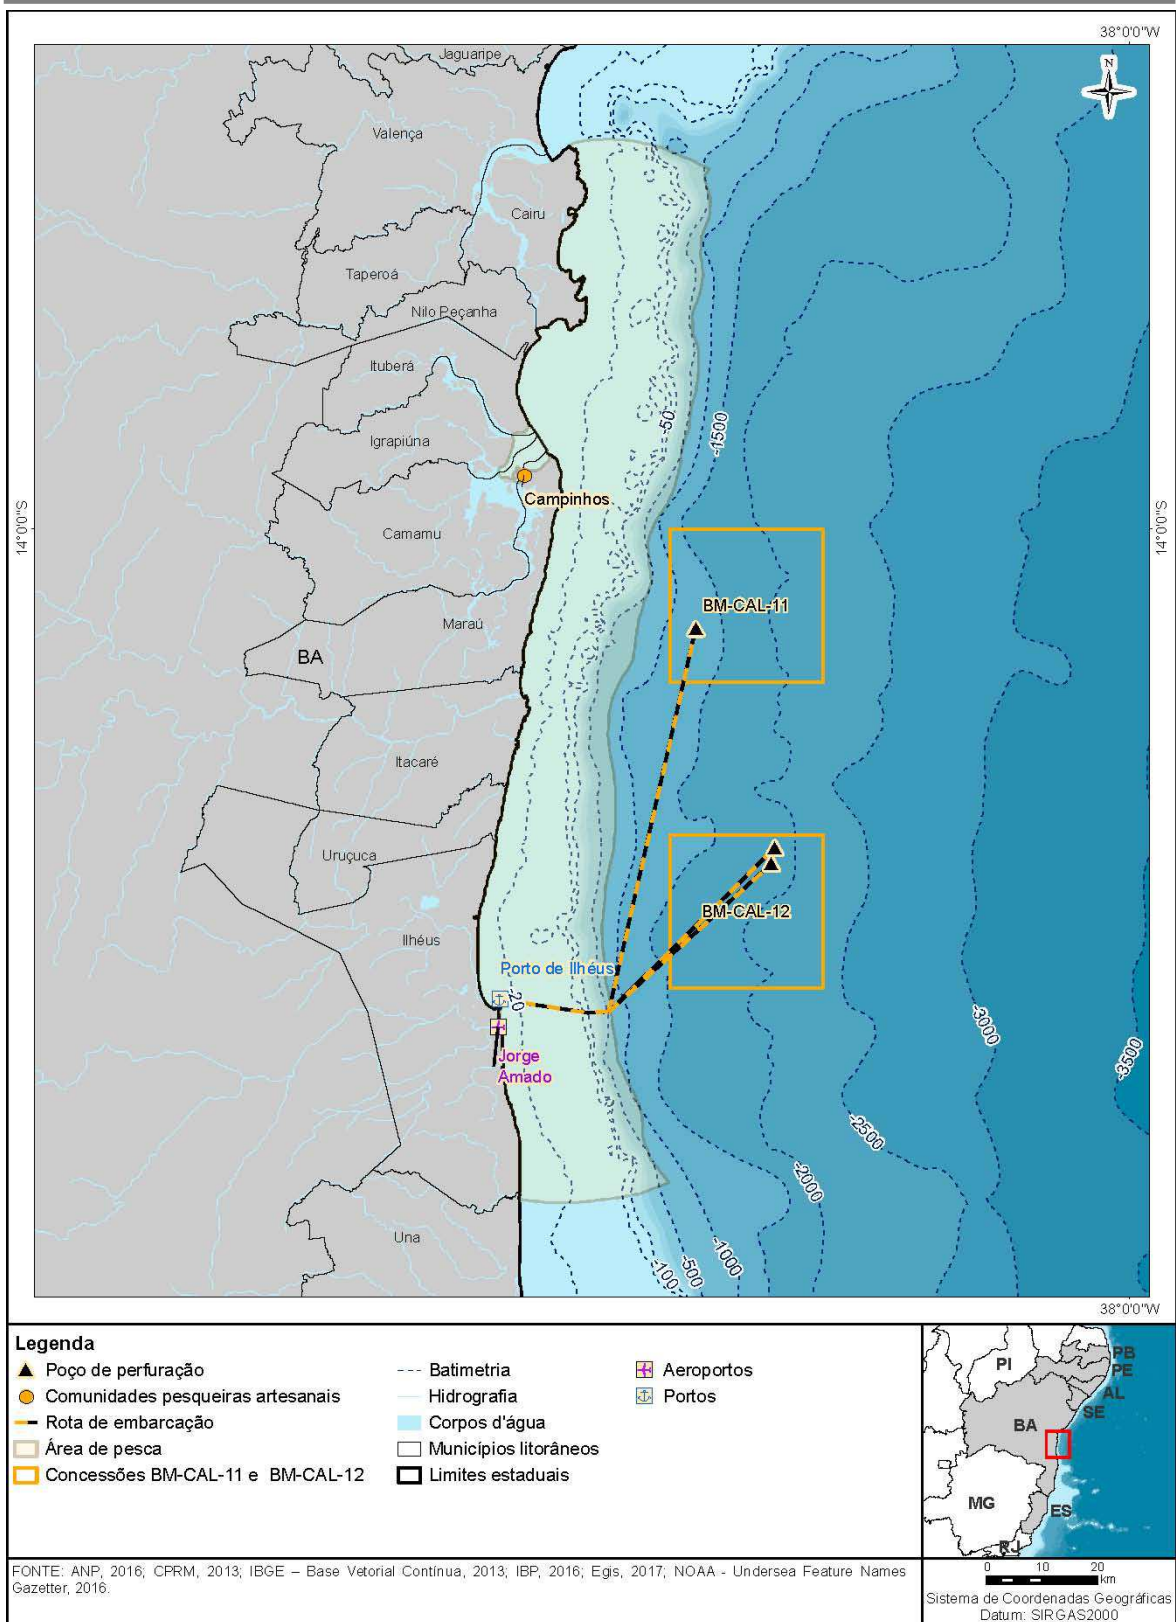 38°0'0"W
N
Jaguaripe
Valença
Cairu
Taperoá
Nilo Peçanha
Ituberá
Igrapiúna
-50
-1500
Campinhos
14°0'0"S
14°0'0"S
Camamu
BM-CAL-11
Maraú
BA
Itacaré
Uruçuca
BM-CAL-12
Ilhéus
Porto de Ilhéus
-20
Jorge
Amado
-3000
-3500
-2500
-2000
Una
-1000
-500
-100
38°0'0"W
Legenda
Poço de perfuração
Comunidades pesqueiras artesanais
Rota de embarcação
Área de pesca
Concessões BM-CAL-11 e BM-CAL-12
Batimetria
Hidrografia
Corpos d'água
Municípios litorâneos
Limites estaduais
Aeroportos
Portos
PI
PB
PE
AL
SE
BA
MG
ES
RJ
FONTE: ANP, 2016; CPRM, 2013; IBGE – Base Vetorial Contínua, 2013; IBP, 2016; Egis, 2017; NOAA - Undersea Feature Names
Gazetter, 2016.
0 10 20
km
Sistema de Coordenadas Geográficas
Datum: SIRGAS2000